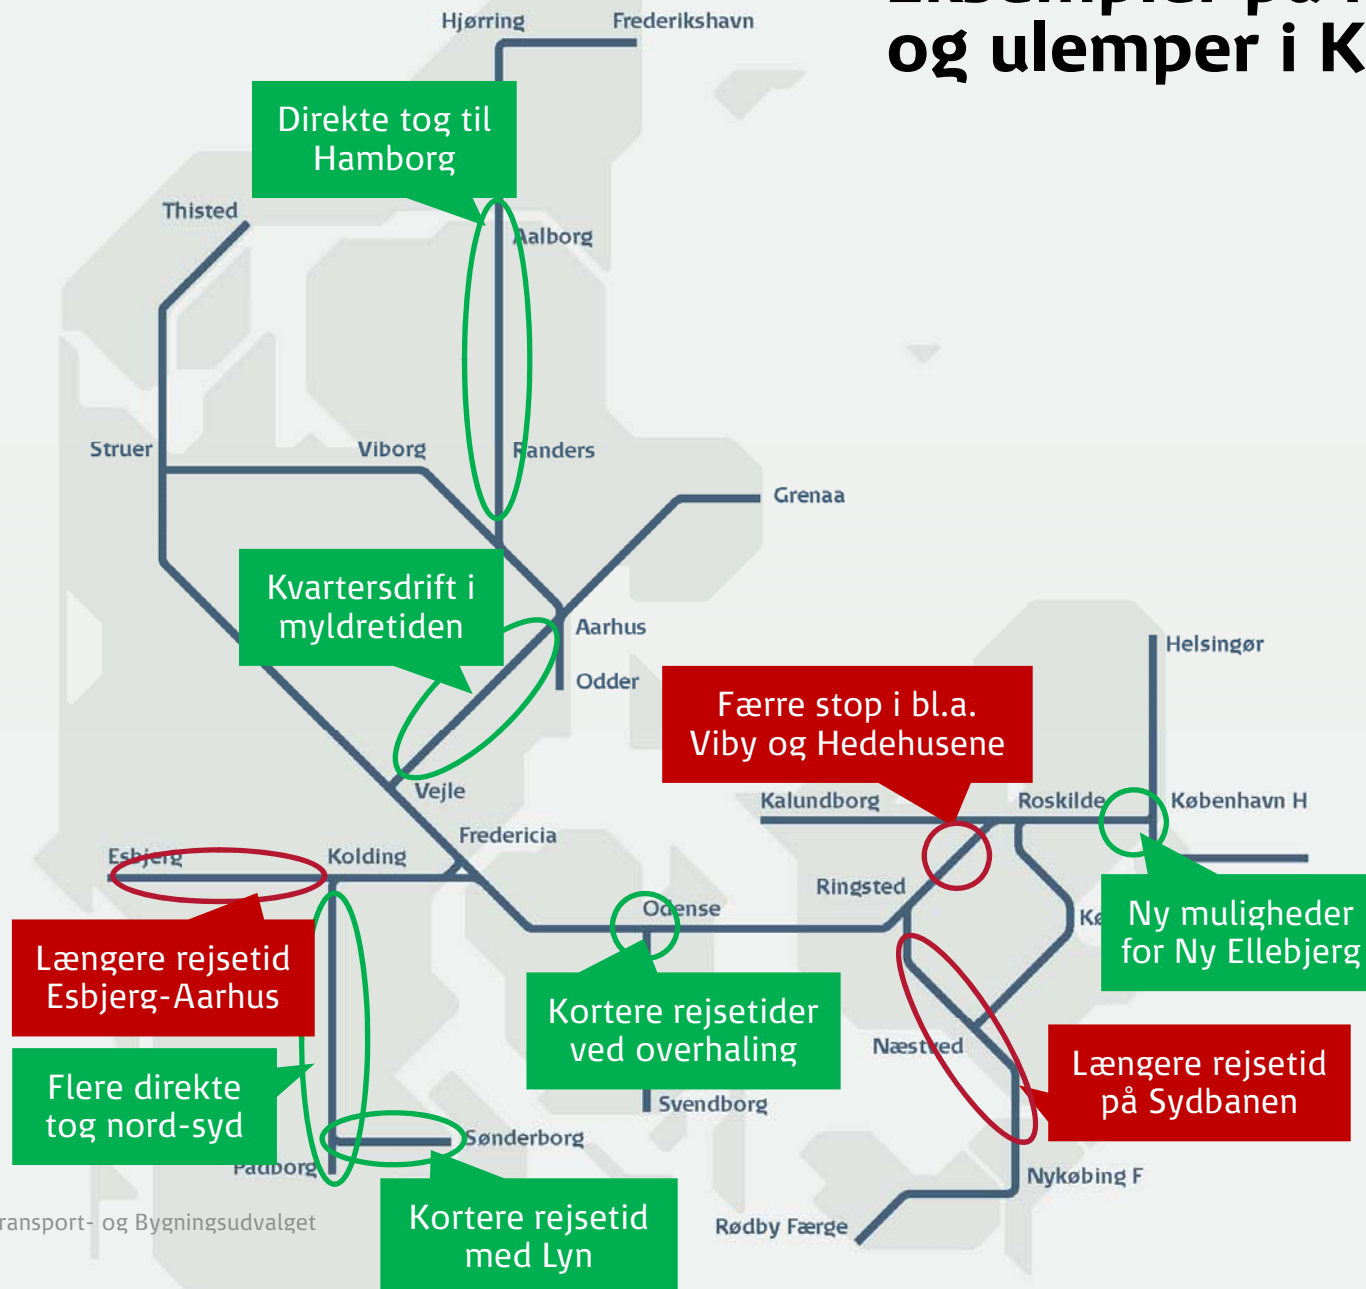 og ulemper i K
Hjørring
Frederikshavn
Direkte tog til
Hamborg
Thisted
Aalborg
Struer
Viborg
Randers
Grenaa
Kvartersdrift i
myldretiden
Aarhus
Odder
Helsingør
Færre stop i bl.a.
Viby og Hedehusene
Vejle
Kalundborg
Roskilde
København H
Fredericia
Esbjerg
Kolding
Ringsted
Odense
Ny muligheder
for Ny Ellebjerg
Længere rejsetid
Esbjerg-Aarhus
Kortere rejsetider
ved overhaling
Næstved
Længere rejsetid
på Sydbanen
Flere direkte
tog nord-syd
Svendborg
Sønderborg
Padborg
Nykøbing F
Kortere rejsetid
med Lyn
Rødby Færge
ransport- og Bygningsudvalget